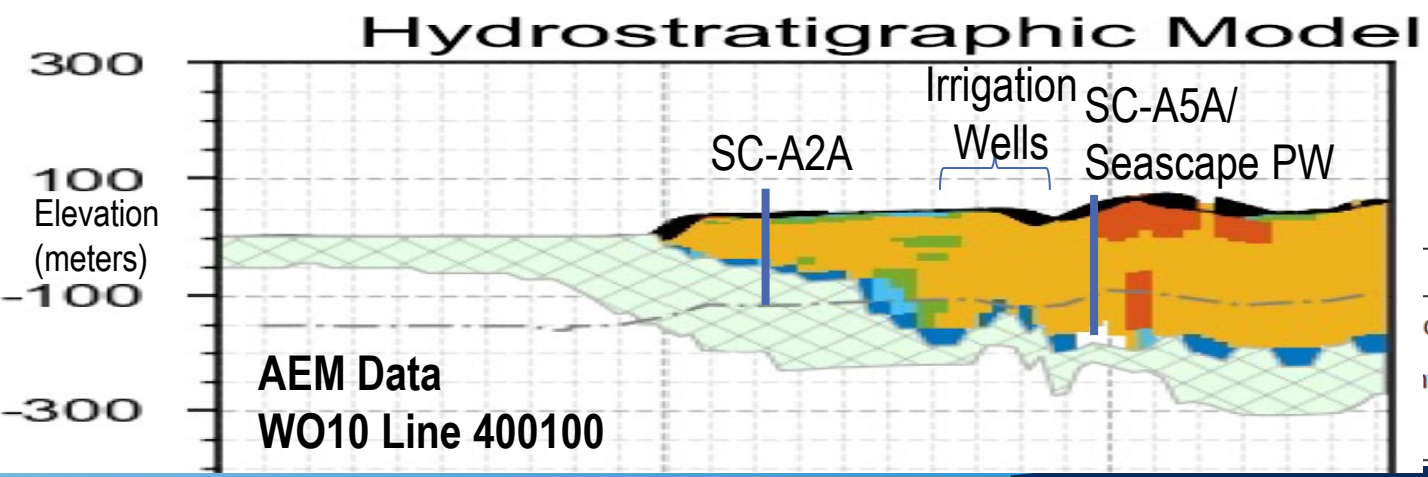 Hydrostratigraphic Model
300
Irrigation
Wells
SC-A5A/
Seascape PW
SC-A2A
100
Elevation
(meters)
-100
AEM Data
WO10 Line 400100
-300